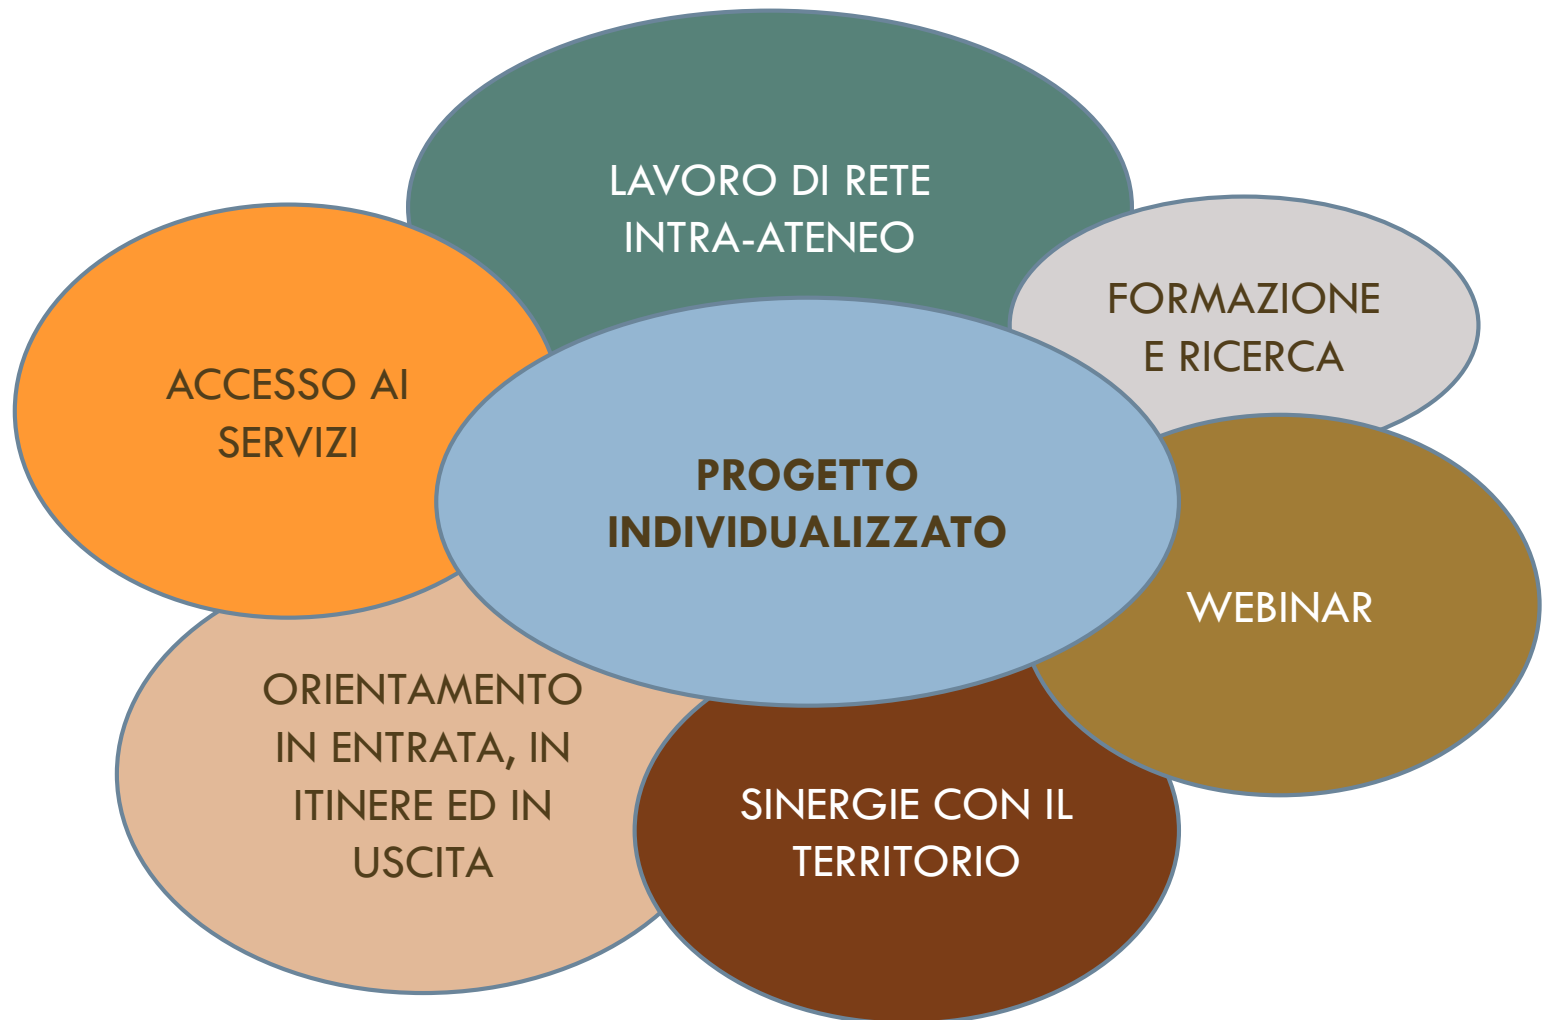 LAVORO DI RETE
INTRA-ATENEO
FORMAZIONE
E RICERCA
ACCESSO AI
SERVIZI
PROGETTO
INDIVIDUALIZZATO
WEBINAR
ORIENTAMENTO
IN ENTRATA, IN
ITINERE ED IN
USCITA
SINERGIE CON IL
TERRITORIO